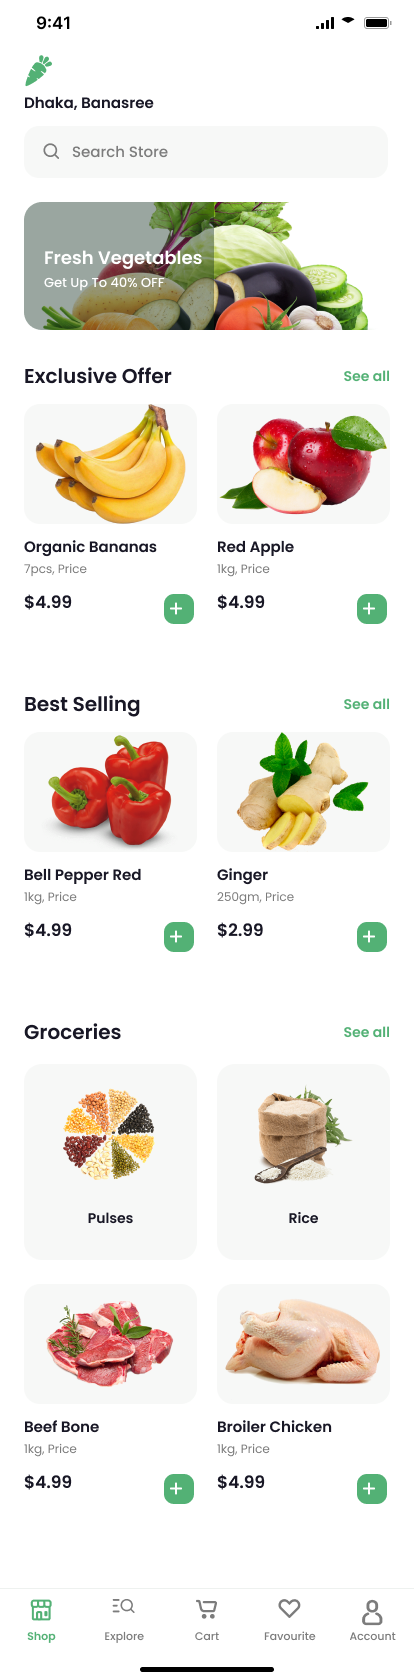 9:41
Dhaka, Banasree
Search Store
Fresh Vegetables
Get Up To 40% OFF
Exclusive Offer
See all
Organic Bananas
7pcs, Price
$4.99
Red Apple
1kg, Price
$4.99
Best Selling
See all
Bell Pepper Red
1kg, Price
$4.99
Ginger
250gm, Price
$2.99
Groceries
See all
Pulses
Rice
Beef Bone
1kg, Price
$4.99
Broiler Chicken
1kg, Price
$4.99
Shop
Explore
Cart
Favourite
Account